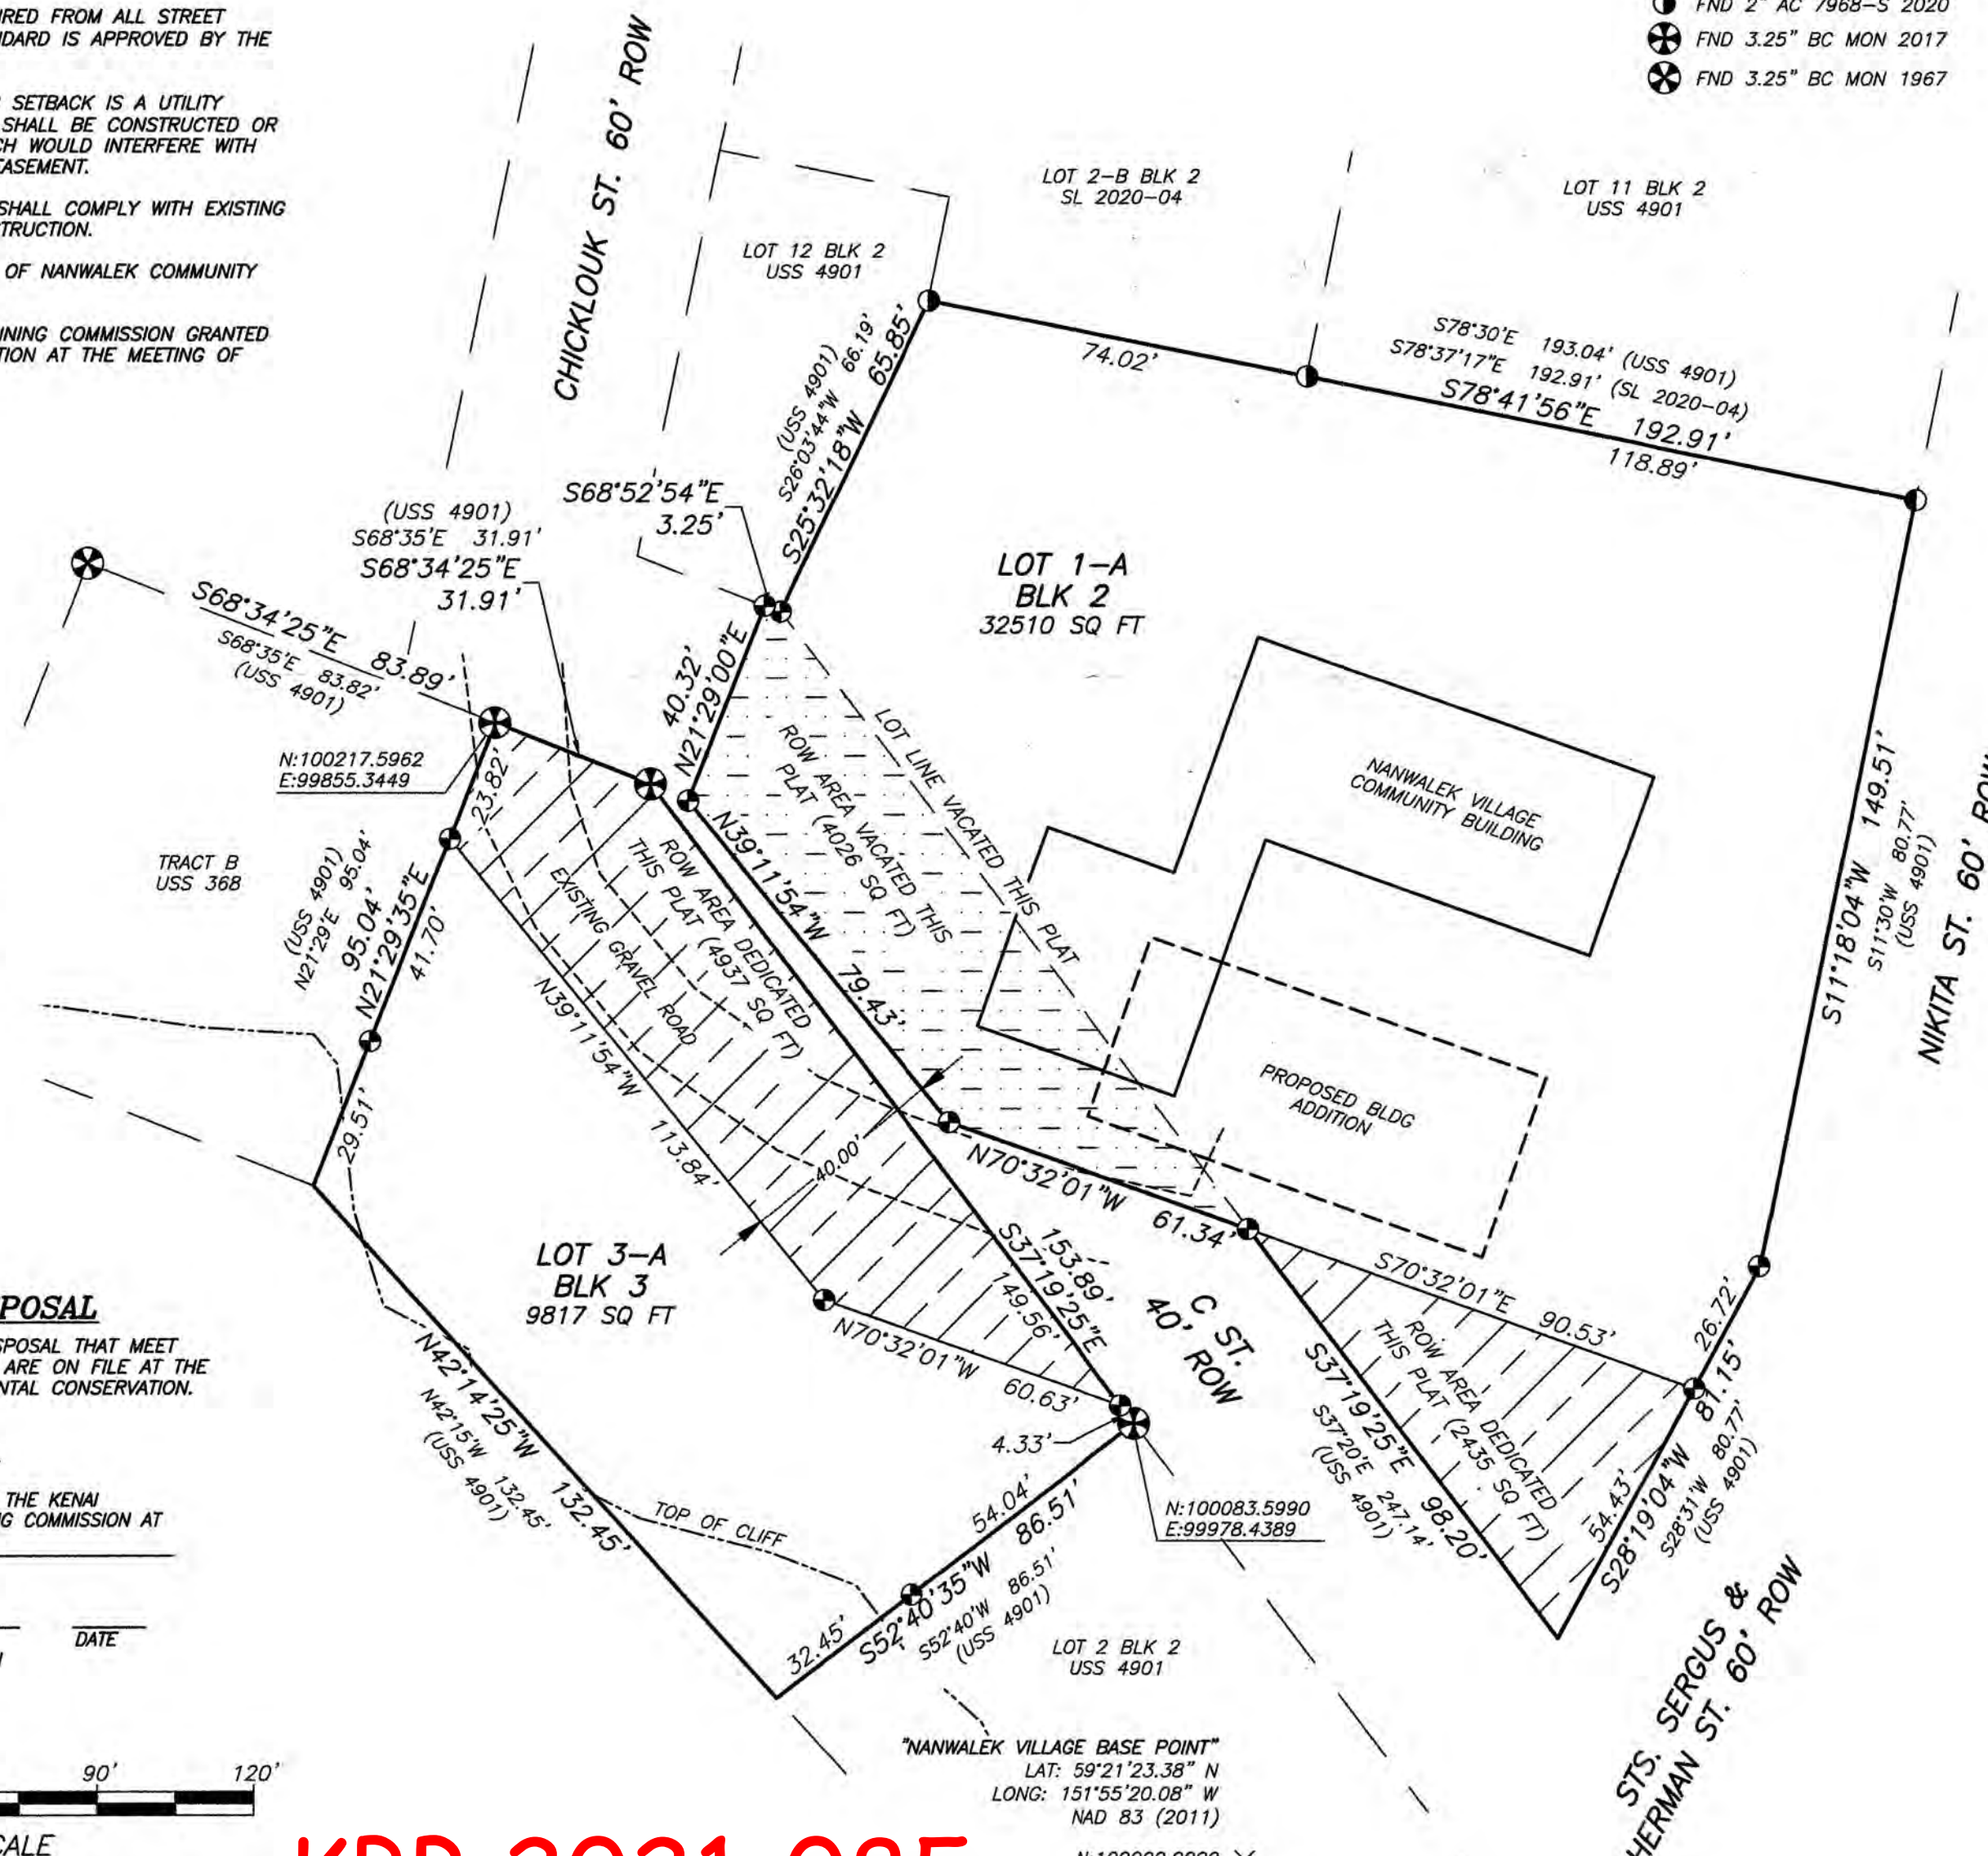 IRED FROM ALL STREET
NDARD IS APPROVED BY THE
SETBACK IS A UTILITY
SHALL BE CONSTRUCTED OR
CH WOULD INTERFERE WITH
EASEMENT.
SHALL COMPLY WITH EXISTING
STRUCTION.
OF NANWALEK COMMUNITY
NNING COMMISSION GRANTED
TION AT THE MEETING OF
CHICKLOUK ST. 60' ROW
FND 2" AC 7968-S 2020
FND 3.25" BC MON 2017
FND 3.25" BC MON 1967
LOT 2-B BLK 2
SL 2020-04
LOT 11 BLK 2
USS 4901
LOT 12 BLK 2
USS 4901
(USS 4901)
S26°03'44"W 66.19'
S25°32'18"W 65.85'
74.02'
S78°30'E 193.04' (USS 4901)
S78°37'17"E 192.91' (SL 2020-04)
S78°41'56"E 192.91'
118.89'
S68°52'54"E
3.25'
(USS 4901)
S68°35'E 31.91'
S68°34'25"E
31.91'
S68°34'25"E 83.89'
S68°35'E 83.82'
(USS 4901)
LOT 1-A
BLK 2
32510 SQ FT
40.32'
N21°29'00"E
N:100217.5962
E:99855.3449
23.82'
TRACT B
USS 368
(USS 4901)
N21°29'E 95.04'
95.04'
N21°29'35"E
41.70'
29.51'
LOT LINE VACATED THIS PLAT
ROW AREA VACATED THIS
PLAT (4026 SQ FT)
NANWALEK VILLAGE
COMMUNITY BUILDING
PROPOSED BLDG
ADDITION
S11°18'04"W 149.51'
S11°30'W 80.77'
(USS 4901)
NIKITA ST. 60' ROW
N39°11'54"W 79.43'
ROW AREA DEDICATED
THIS PLAT (4937 SQ FT)
EXISTING GRAVEL ROAD
N39°11'54"W 113.84'
40.00'
N70°32'01"W 61.34'
153.89'
S37°19'25"E
149.56'
C ST.
40' ROW
S70°32'01"E 90.53'
26.72'
81.15'
ROW AREA DEDICATED
THIS PLAT (2435 SQ FT)
S37°19'25"E 98.20'
S37°20'E 247.14'
(USS 4901)
54.43'
S28°19'04"W
S28°31'W 80.77'
(USS 4901)
LOT 3-A
BLK 3
9817 SQ FT
N70°32'01"W 60.63'
4.33'
N:100083.5990
E:99978.4389
N42°14'25"W 132.45'
N42°15'W 132.45'
(USS 4901)
TOP OF CLIFF
54.04'
32.45'
S52°40'35"W 86.51'
S52°40'W 86.51'
(USS 4901)
LOT 2 BLK 2
USS 4901
STS. SERGUS &
HERMAN ST. 60' ROW
POSAL
SPOSAL THAT MEET
ARE ON FILE AT THE
NTAL CONSERVATION.
THE KENAI
G COMMISSION AT
DATE
90' 120'
CALE
"NANWALEK VILLAGE BASE POINT"
LAT: 59°21'23.38" N
LONG: 151°55'20.08" W
NAD 83 (2011)
KPB 2021-085